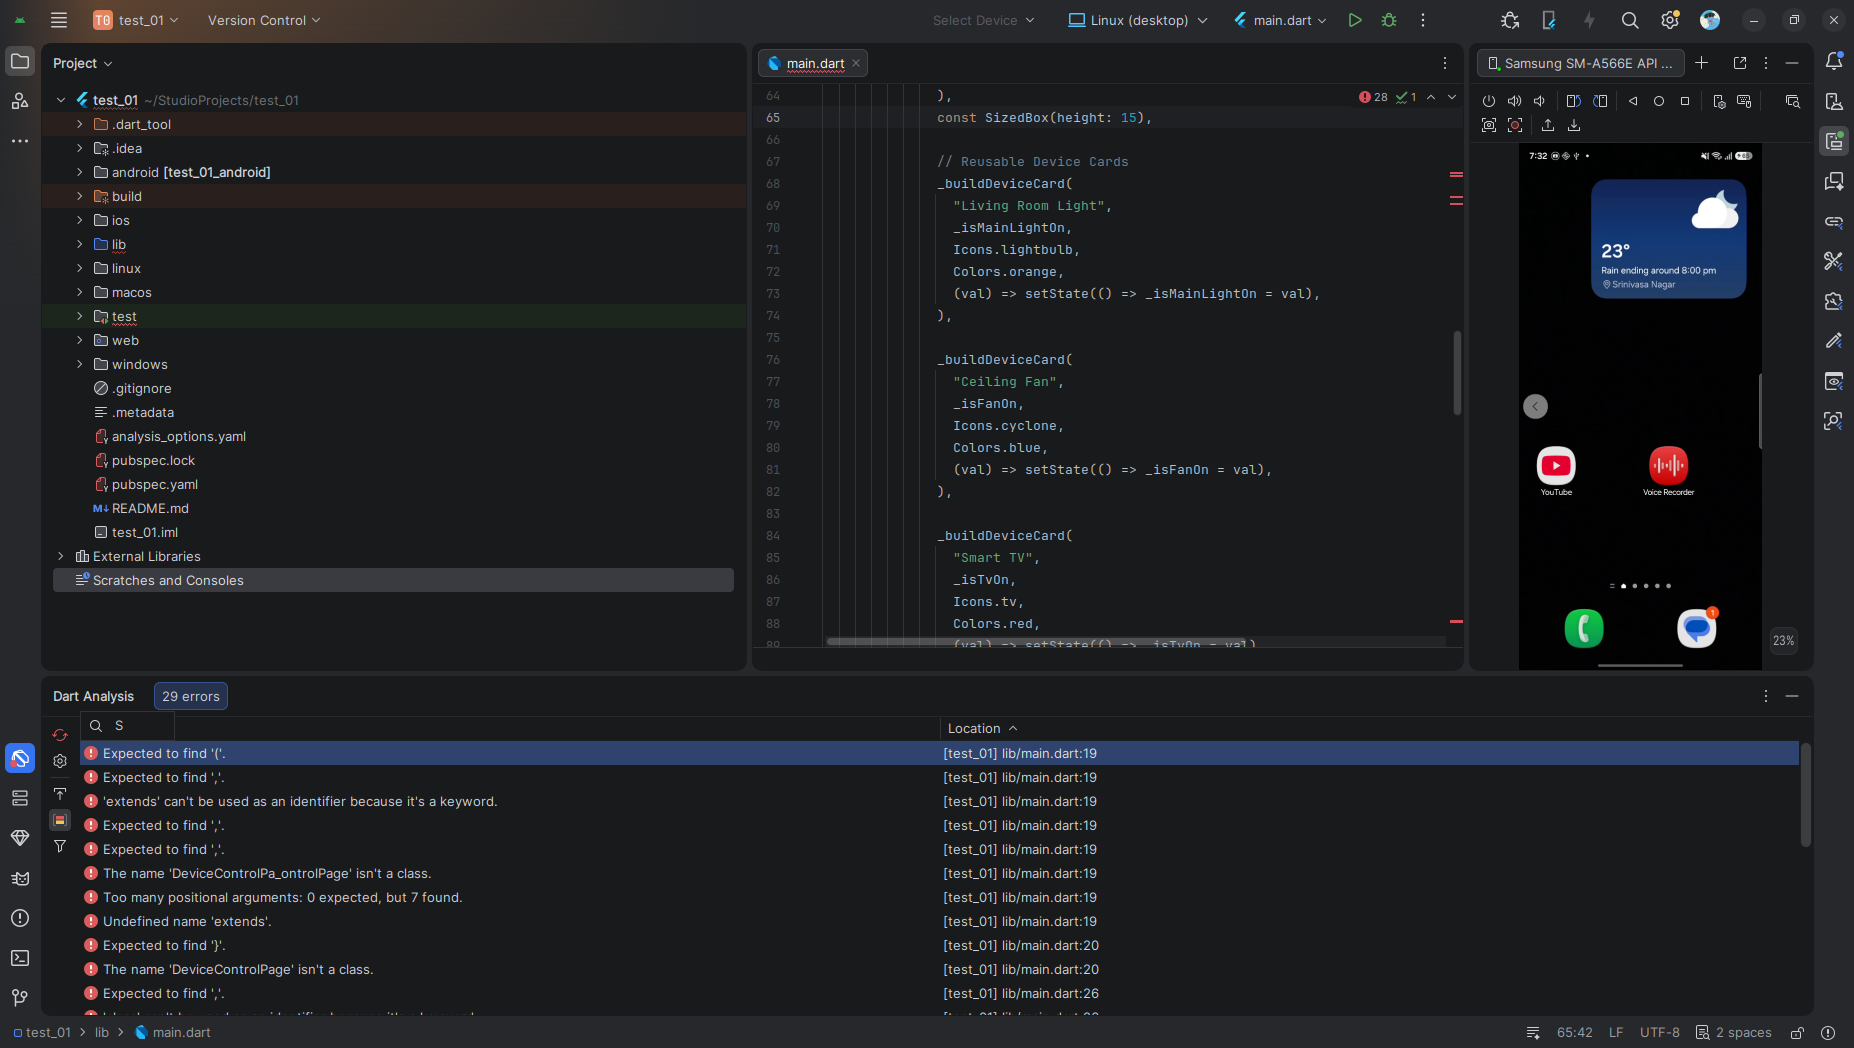 T0 test_01 Version Control Select Device Linux (desktop) main.dart
Project
test_01 ~/StudioProjects/test_01
.dart_tool
.idea
android [test_01_android]
build
ios
lib
linux
macos
test
web
windows
.gitignore
.metadata
analysis_options.yaml
pubspec.lock
pubspec.yaml
README.md
test_01.iml
External Libraries
Scratches and Consoles
main.dart
28 1
64 ),
65 const SizedBox(height: 15),
66
67 // Reusable Device Cards
68 _buildDeviceCard(
69 "Living Room Light",
70 _isMainLightOn,
71 Icons.lightbulb,
72 Colors.orange,
73 (val) => setState(() => _isMainLightOn = val),
74 ),
75
76 _buildDeviceCard(
77 "Ceiling Fan",
78 _isFanOn,
79 Icons.cyclone,
80 Colors.blue,
81 (val) => setState(() => _isFanOn = val),
82 ),
83
84 _buildDeviceCard(
85 "Smart TV",
86 _isTvOn,
87 Icons.tv,
88 Colors.red,
89 (val) => setState(() => _isTvOn = val)
Samsung SM-A566E API ...
7:32
23°
Rain ending around 8:00 pm
Srinivasa Nagar
YouTube
Voice Recorder
1
23%
Dart Analysis 29 errors
S
Location
Expected to find '('. [test_01] lib/main.dart:19
Expected to find ','. [test_01] lib/main.dart:19
'extends' can't be used as an identifier because it's a keyword. [test_01] lib/main.dart:19
Expected to find ','. [test_01] lib/main.dart:19
Expected to find ','. [test_01] lib/main.dart:19
The name 'DeviceControlPa_ontrolPage' isn't a class. [test_01] lib/main.dart:19
Too many positional arguments: 0 expected, but 7 found. [test_01] lib/main.dart:19
Undefined name 'extends'. [test_01] lib/main.dart:19
Expected to find '}'. [test_01] lib/main.dart:20
The name 'DeviceControlPage' isn't a class. [test_01] lib/main.dart:20
Expected to find ','. [test_01] lib/main.dart:26
test_01 lib main.dart
65:42 LF UTF-8 2 spaces